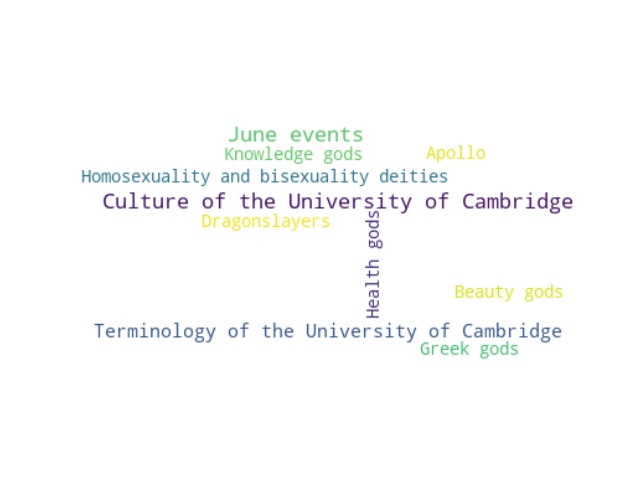 June events
Knowledge gods
Apollo
Homosexuality and bisexuality deities
Culture of the University of Cambridge
Dragonslayers
Health gods
Beauty gods
Terminology of the University of Cambridge
Greek gods